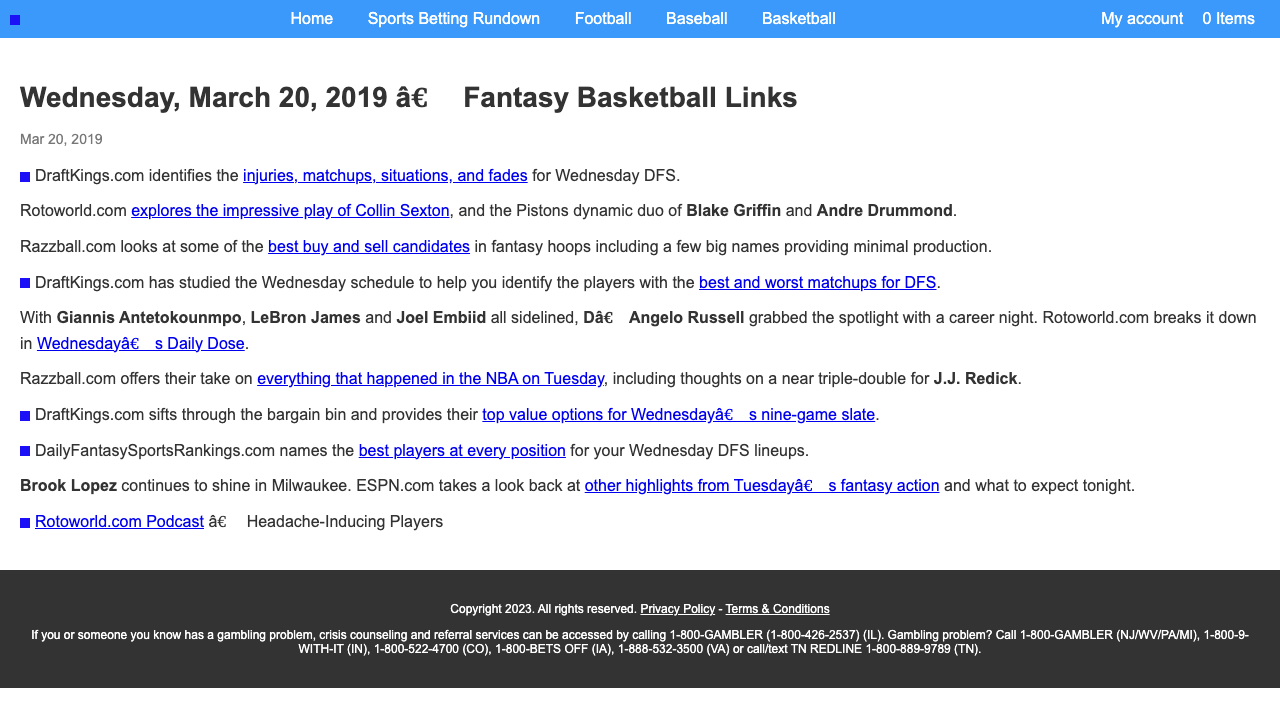 Home Sports Betting Rundown Football Baseball Basketball My account 0 Items
Wednesday, March 20, 2019 â€ Fantasy Basketball Links
Mar 20, 2019
DraftKings.com identifies the injuries, matchups, situations, and fades for Wednesday DFS.
Rotoworld.com explores the impressive play of Collin Sexton, and the Pistons dynamic duo of Blake Griffin and Andre Drummond.
Razzball.com looks at some of the best buy and sell candidates in fantasy hoops including a few big names providing minimal production.
DraftKings.com has studied the Wednesday schedule to help you identify the players with the best and worst matchups for DFS.
With Giannis Antetokounmpo, LeBron James and Joel Embiid all sidelined, Dâ€ Angelo Russell grabbed the spotlight with a career night. Rotoworld.com breaks it down
in Wednesdayâ€ s Daily Dose.
Razzball.com offers their take on everything that happened in the NBA on Tuesday, including thoughts on a near triple-double for J.J. Redick.
DraftKings.com sifts through the bargain bin and provides their top value options for Wednesdayâ€ s nine-game slate.
DailyFantasySportsRankings.com names the best players at every position for your Wednesday DFS lineups.
Brook Lopez continues to shine in Milwaukee. ESPN.com takes a look back at other highlights from Tuesdayâ€ s fantasy action and what to expect tonight.
Rotoworld.com Podcast â€ Headache-Inducing Players
Copyright 2023. All rights reserved. Privacy Policy - Terms & Conditions
If you or someone you know has a gambling problem, crisis counseling and referral services can be accessed by calling 1-800-GAMBLER (1-800-426-2537) (IL). Gambling problem? Call 1-800-GAMBLER (NJ/WV/PA/MI), 1-800-9-
WITH-IT (IN), 1-800-522-4700 (CO), 1-800-BETS OFF (IA), 1-888-532-3500 (VA) or call/text TN REDLINE 1-800-889-9789 (TN).